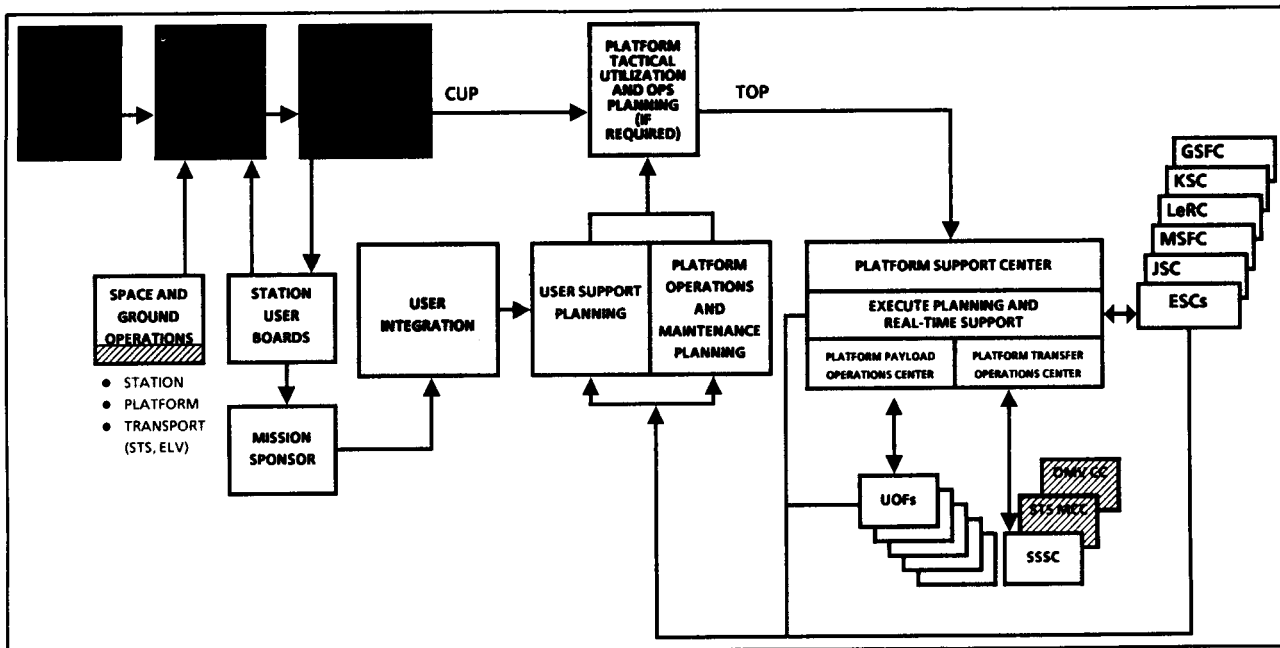 CUP
PLATFORM
TACTICAL
UTILIZATION
AND OPS
PLANNING
(IF
REQUIRED)
TOP
GSFC
KSC
LeRC
MSFC
JSC
ESCs
SPACE AND
GROUND
OPERATIONS
STATION
USER
BOARDS
USER
INTEGRATION
USER SUPPORT
PLANNING
PLATFORM
OPERATIONS
AND
MAINTENANCE
PLANNING
PLATFORM SUPPORT CENTER
EXECUTE PLANNING AND
REAL-TIME SUPPORT
PLATFORM PAYLOAD
OPERATIONS CENTER
PLATFORM TRANSFER
OPERATIONS CENTER
● STATION
● PLATFORM
● TRANSPORT
(STS, ELV)
MISSION
SPONSOR
UOFs
STS MCC
SSSC